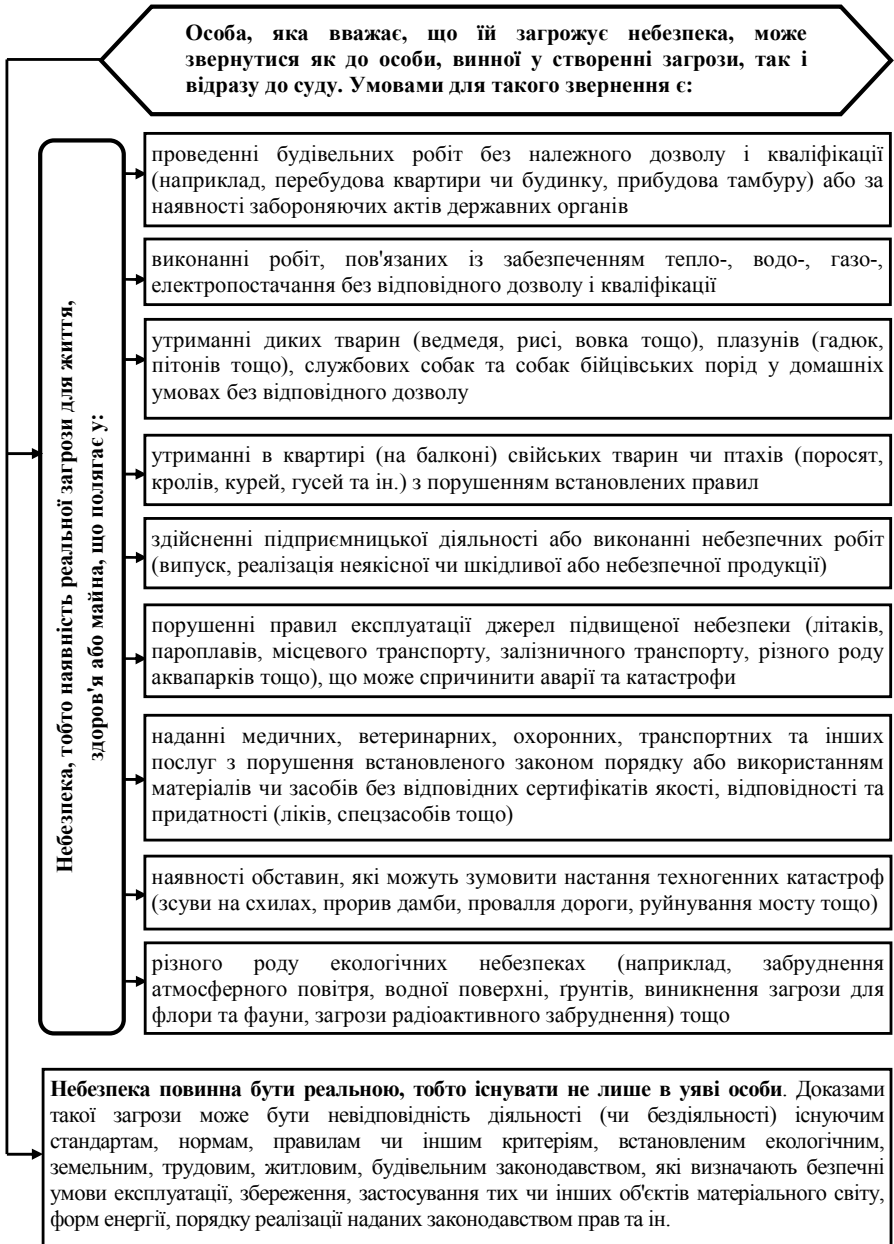 Особа, яка вважає, що їй загрожує небезпека, може
звернутися як до особи, винної у створенні загрози, так і
відразу до суду. Умовами для такого звернення є:
Небезпека, тобто наявність реальної загрози для життя,
здоров'я або майна, що полягає у:
проведенні будівельних робіт без належного дозволу і кваліфікації
(наприклад, перебудова квартири чи будинку, прибудова тамбуру) або за
наявності забороняючих актів державних органів
виконанні робіт, пов'язаних із забезпеченням тепло-, водо-, газо-,
електропостачання без відповідного дозволу і кваліфікації
утриманні диких тварин (ведмедя, рисі, вовка тощо), плазунів (гадюк,
пітонів тощо), службових собак та собак бійцівських порід у домашніх
умовах без відповідного дозволу
утриманні в квартирі (на балконі) свійських тварин чи птахів (поросят,
кролів, курей, гусей та ін.) з порушенням встановлених правил
здійсненні підприємницької діяльності або виконанні небезпечних робіт
(випуск, реалізація неякісної чи шкідливої або небезпечної продукції)
порушенні правил експлуатації джерел підвищеної небезпеки (літаків,
пароплавів, місцевого транспорту, залізничного транспорту, різного роду
аквапарків тощо), що може спричинити аварії та катастрофи
наданні медичних, ветеринарних, охоронних, транспортних та інших
послуг з порушення встановленого законом порядку або використанням
матеріалів чи засобів без відповідних сертифікатів якості, відповідності та
придатності (ліків, спецзасобів тощо)
наявності обставин, які можуть зумовити настання техногенних катастроф
(зсуви на схилах, прорив дамби, провалля дороги, руйнування мосту тощо)
різного роду екологічних небезпеках (наприклад, забруднення
атмосферного повітря, водної поверхні, ґрунтів, виникнення загрози для
флори та фауни, загрози радіоактивного забруднення) тощо
Небезпека повинна бути реальною, тобто існувати не лише в уяві особи. Доказами
такої загрози може бути невідповідність діяльності (чи бездіяльності) існуючим
стандартам, нормам, правилам чи іншим критеріям, встановленим екологічним,
земельним, трудовим, житловим, будівельним законодавством, які визначають безпечні
умови експлуатації, збереження, застосування тих чи інших об'єктів матеріального світу,
форм енергії, порядку реалізації наданих законодавством прав та ін.